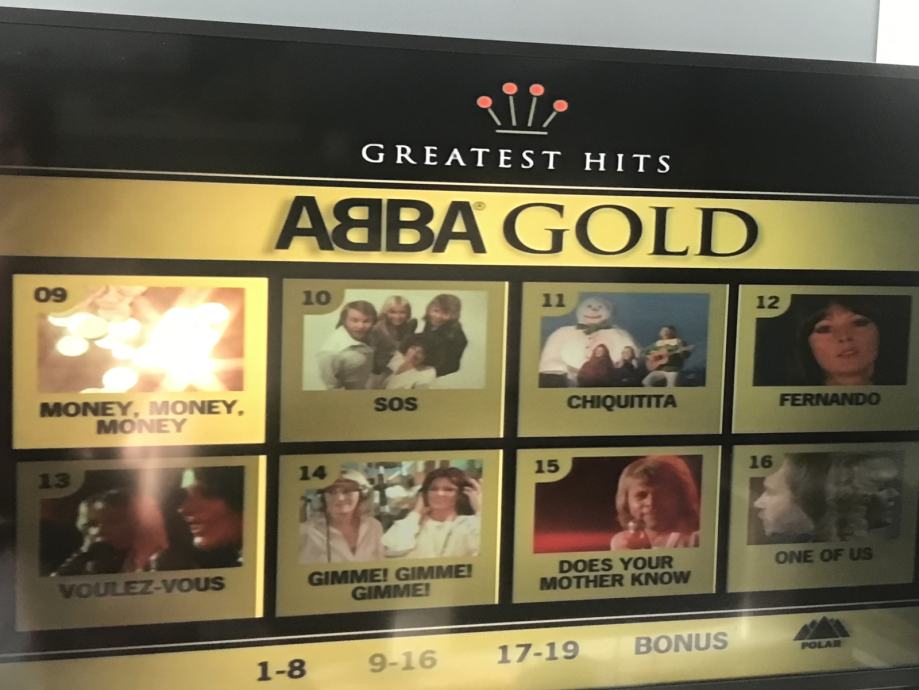 GREATEST HITS
ABBA® GOLD
09
MONEY, MONEY,
MONEY
10
SOS
11
CHIQUITITA
12
FERNANDO
13
VOULEZ-VOUS
14
GIMME! GIMME!
GIMME!
15
DOES YOUR
MOTHER KNOW
16
ONE OF US
1-8
9-16
17-19
BONUS
POLAR